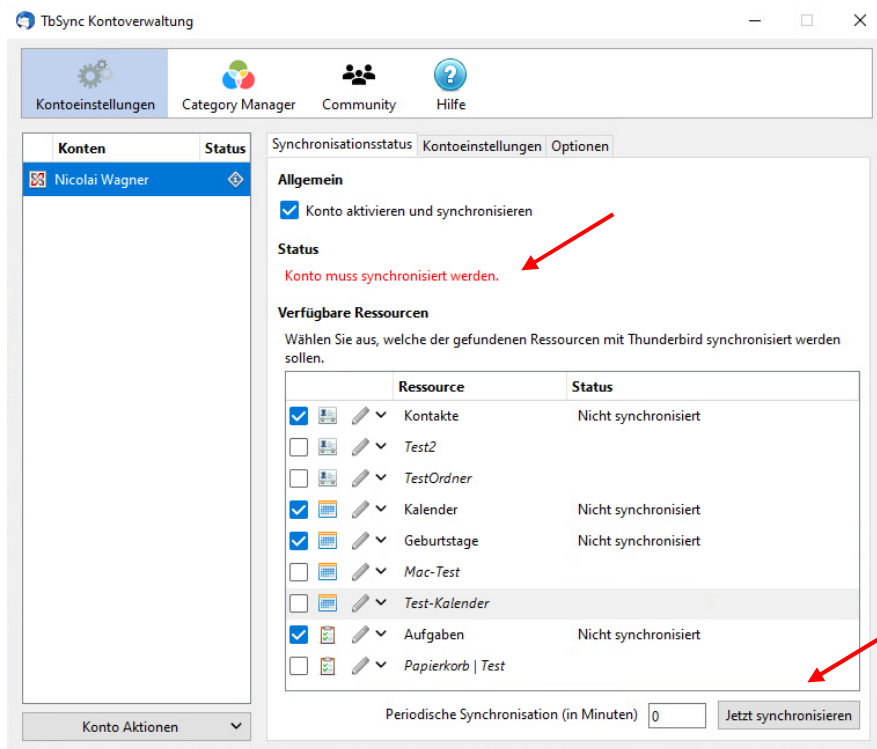 TbSync Kontoverwaltung
Kontoeinstellungen Category Manager Community Hilfe
Konten Status
Nicolai Wagner
Synchronisationsstatus Kontoeinstellungen Optionen
Allgemein
Konto aktivieren und synchronisieren
Status
Konto muss synchronisiert werden.
Verfügbare Ressourcen
Wählen Sie aus, welche der gefundenen Ressourcen mit Thunderbird synchronisiert werden
sollen.
Ressource Status
Kontakte Nicht synchronisiert
Test2
TestOrdner
Kalender Nicht synchronisiert
Geburtstage Nicht synchronisiert
Mac-Test
Test-Kalender
Aufgaben Nicht synchronisiert
Papierkorb | Test
Periodische Synchronisation (in Minuten) 0 Jetzt synchronisieren
Konto Aktionen